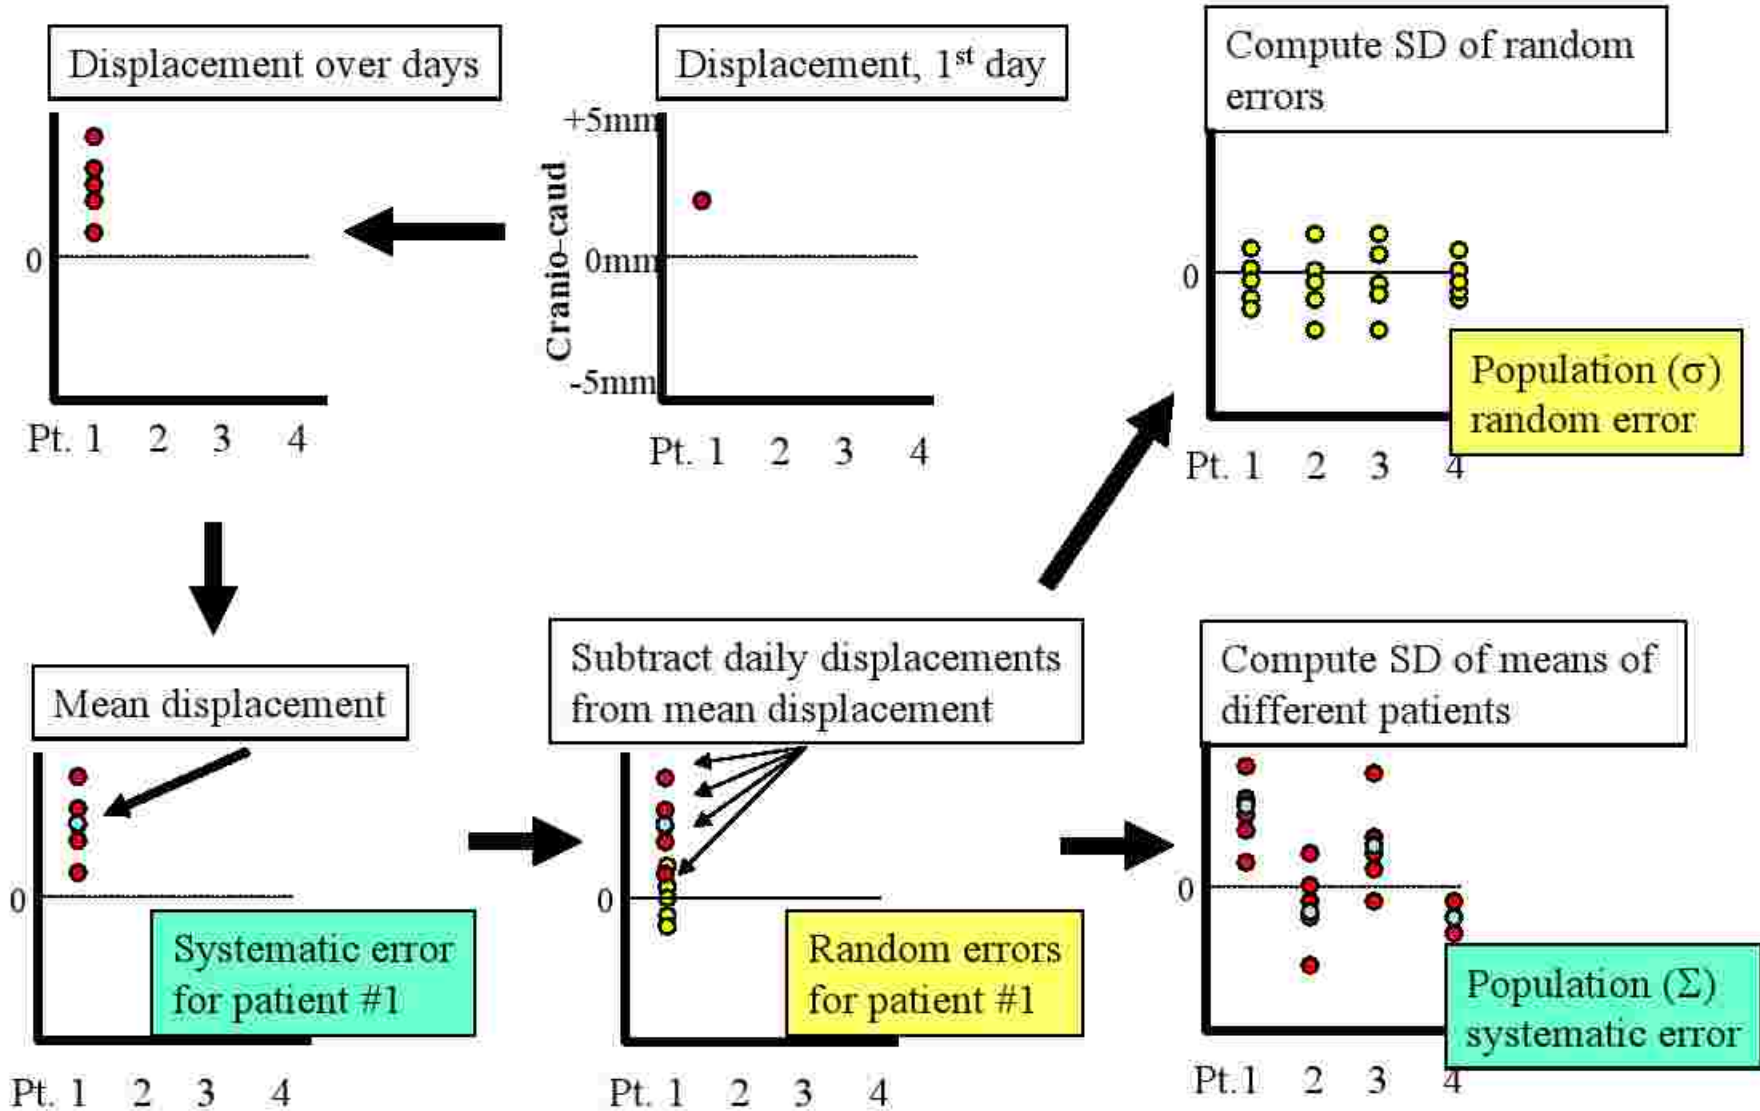 Displacement over days
0
Pt. 1 2 3 4
Displacement, 1st day
Cranio-caud
+5mm
0mm
-5mm
Pt. 1 2 3 4
Compute SD of random
errors
0
Population (σ)
random error
Pt. 1 2 3 4
Mean displacement
0
Systematic error
for patient #1
Pt. 1 2 3 4
Subtract daily displacements
from mean displacement
0
Random errors
for patient #1
Pt. 1 2 3 4
Compute SD of means of
different patients
0
Population (Σ)
systematic error
Pt.1 2 3 4